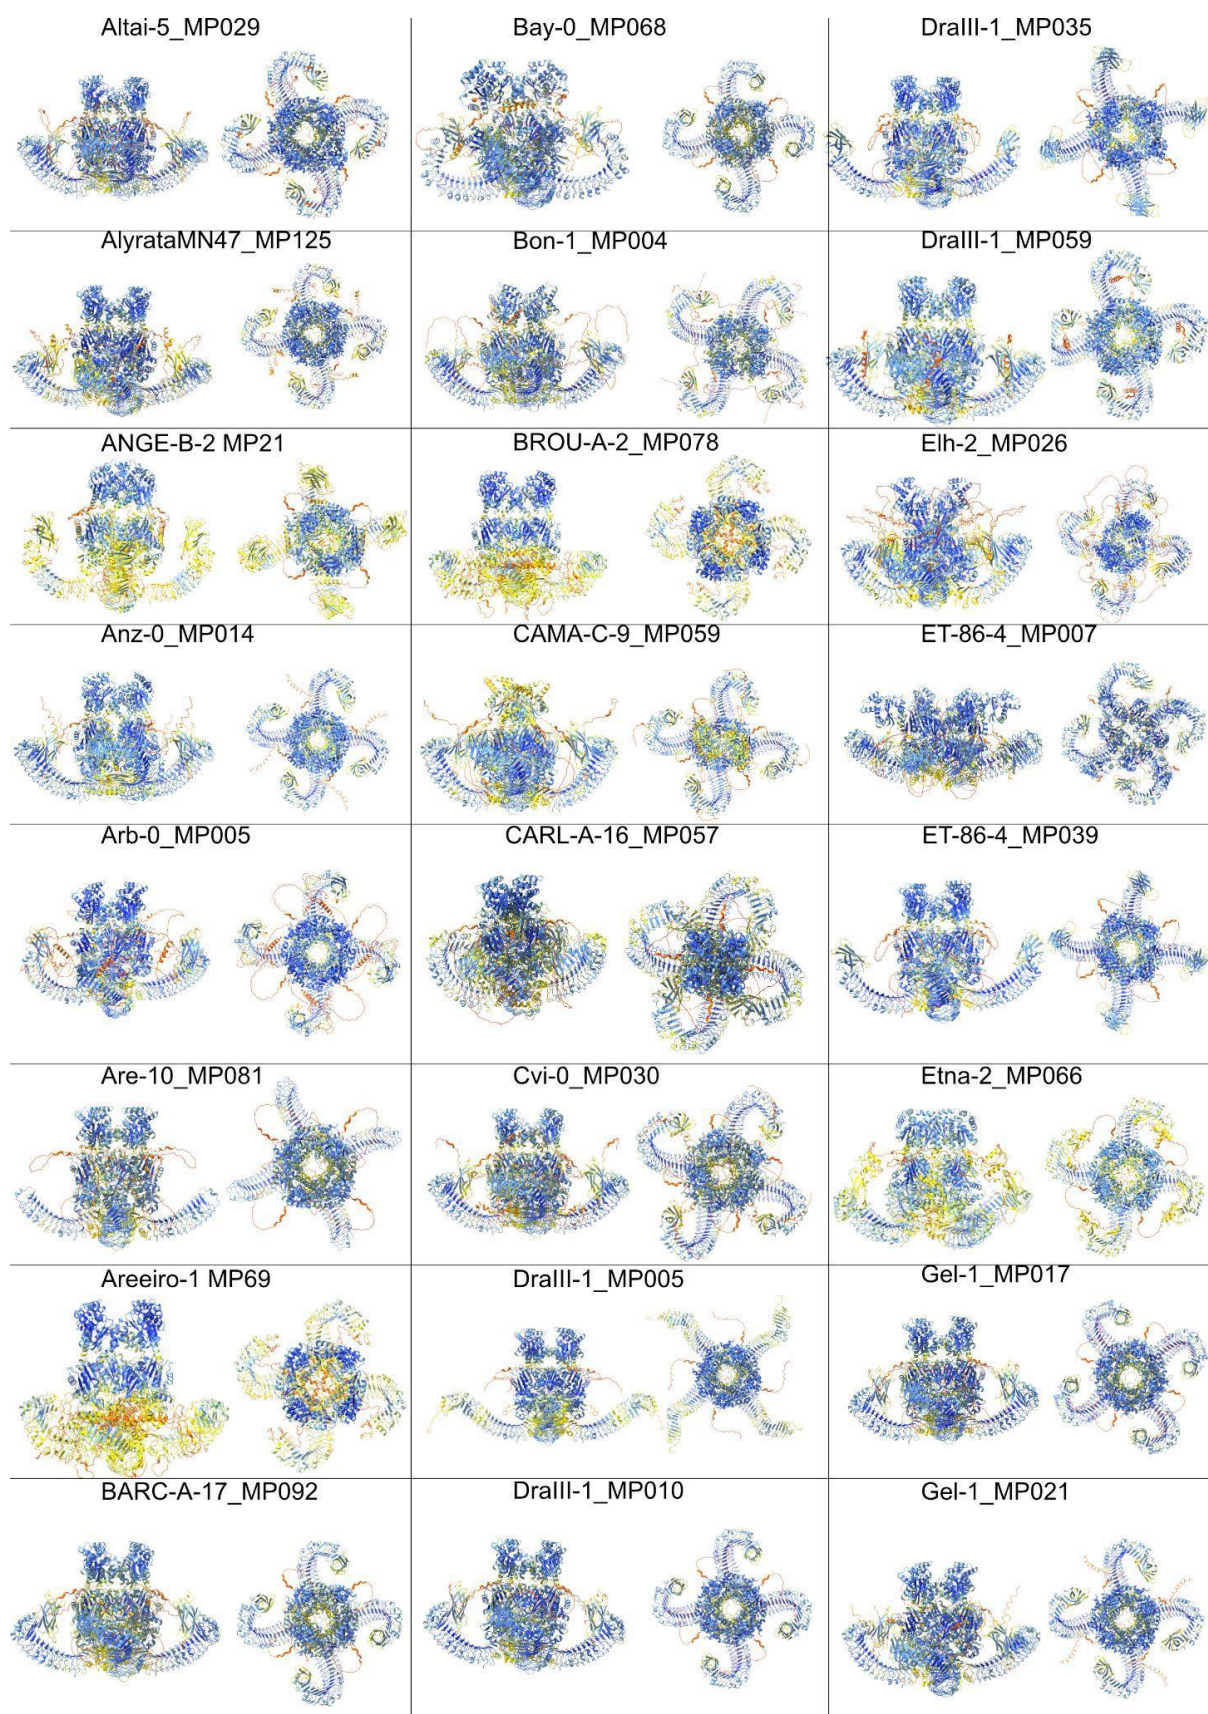 Altai-5_MP029
Bay-0_MP068
DraIII-1_MP035
AlyrataMN47_MP125
Bon-1_MP004
DraIII-1_MP059
ANGE-B-2 MP21
BROU-A-2_MP078
Elh-2_MP026
Anz-0_MP014
CAMA-C-9_MP059
ET-86-4_MP007
Arb-0_MP005
CARL-A-16_MP057
ET-86-4_MP039
Are-10_MP081
Cvi-0_MP030
Etna-2_MP066
Areeiro-1 MP69
DraIII-1_MP005
Gel-1_MP017
BARC-A-17_MP092
DraIII-1_MP010
Gel-1_MP021